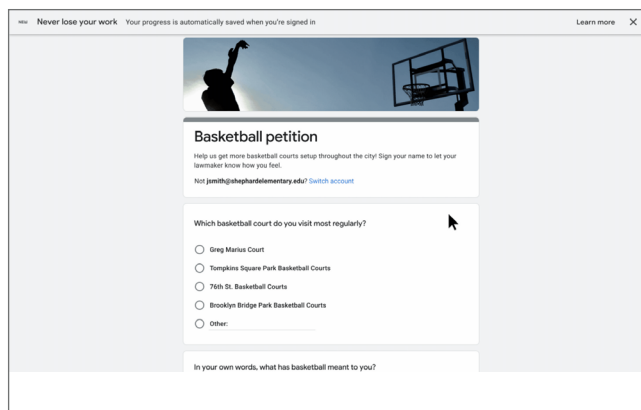 NEW Never lose your work Your progress is automatically saved when you're signed in Learn more
Basketball petition
Help us get more basketball courts setup throughout the city! Sign your name to let your
lawmaker know how you feel.
Not jsmith@shephardelementary.edu? Switch account
Which basketball court do you visit most regularly?
Greg Marius Court
Tompkins Square Park Basketball Courts
76th St. Basketball Courts
Brooklyn Bridge Park Basketball Courts
Other:
In your own words, what has basketball meant to you?